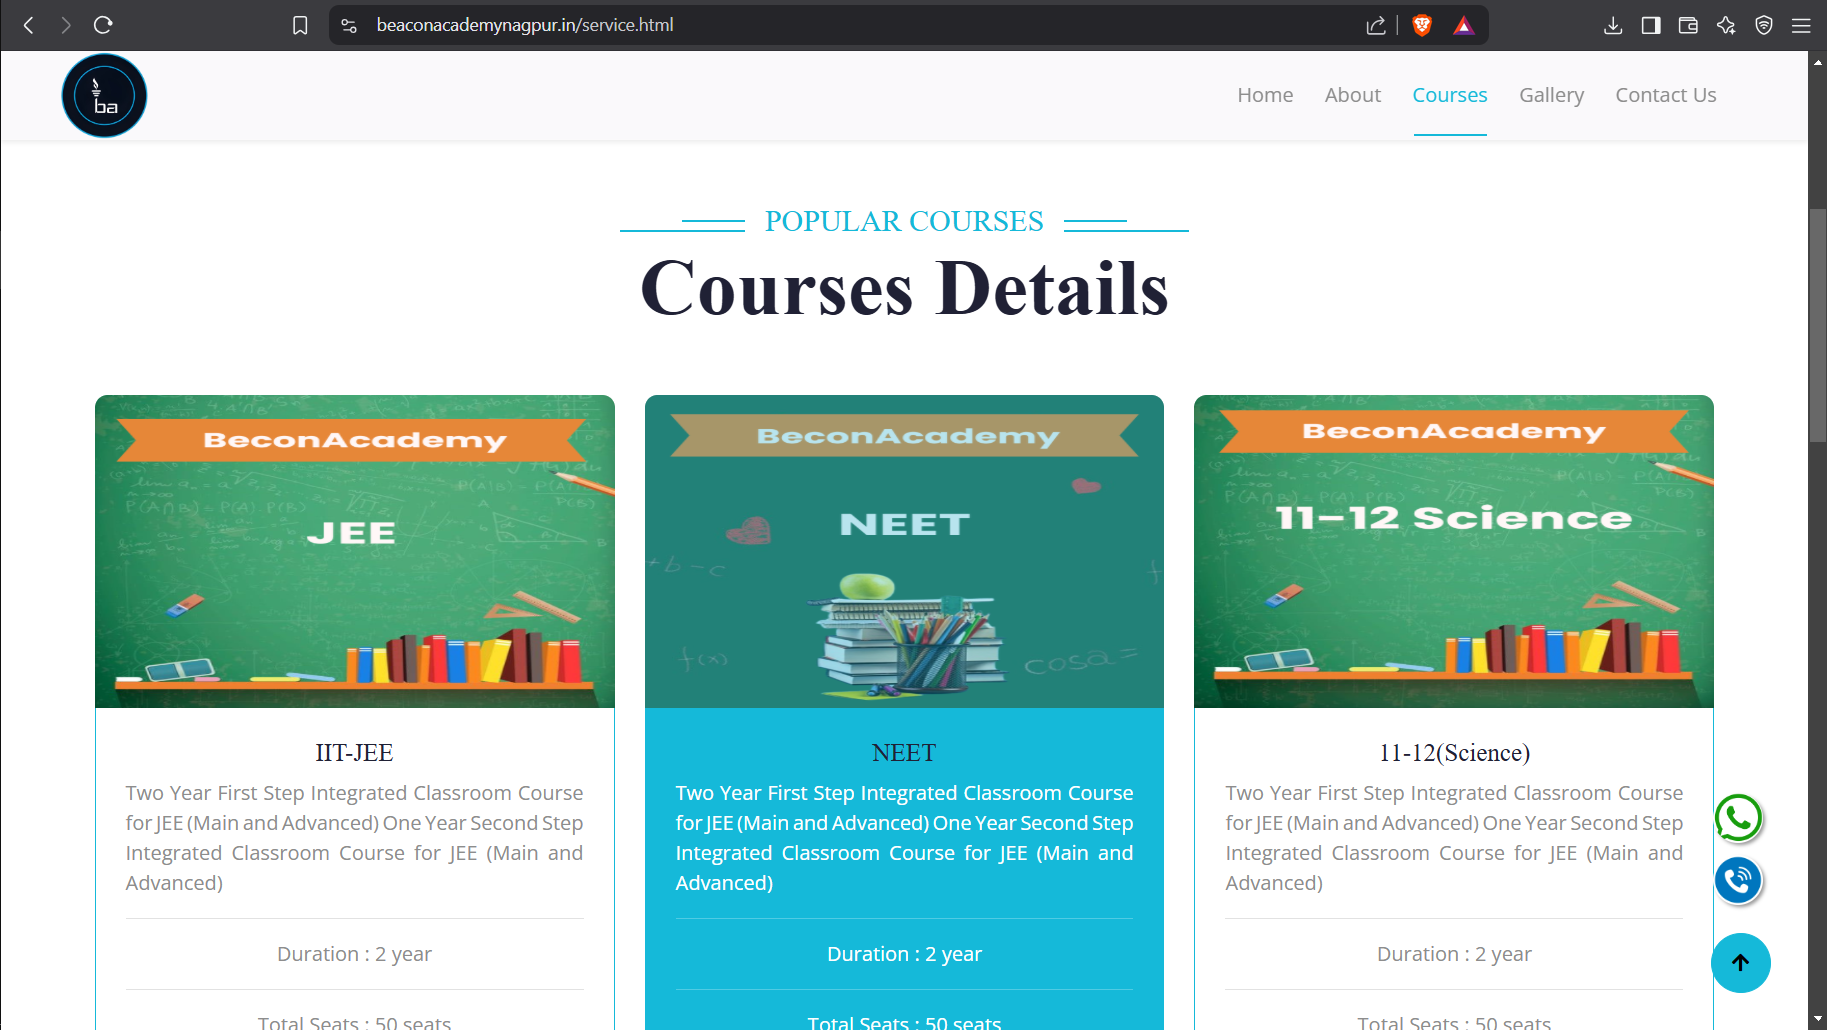 beaconacademynagpur.in/service.html
ba
Home About Courses Gallery Contact Us
POPULAR COURSES
Courses Details
BeconAcademy
JEE
IIT-JEE
Two Year First Step Integrated Classroom Course
for JEE (Main and Advanced) One Year Second Step
Integrated Classroom Course for JEE (Main and
Advanced)
Duration : 2 year
Total Seats : 50 seats
BeconAcademy
NEET
+b-c
f(x)
cosa=
NEET
Two Year First Step Integrated Classroom Course
for JEE (Main and Advanced) One Year Second Step
Integrated Classroom Course for JEE (Main and
Advanced)
Duration : 2 year
Total Seats : 50 seats
BeconAcademy
11-12 Science
11-12(Science)
Two Year First Step Integrated Classroom Course
for JEE (Main and Advanced) One Year Second Step
Integrated Classroom Course for JEE (Main and
Advanced)
Duration : 2 year
Total Seats : 50 seats